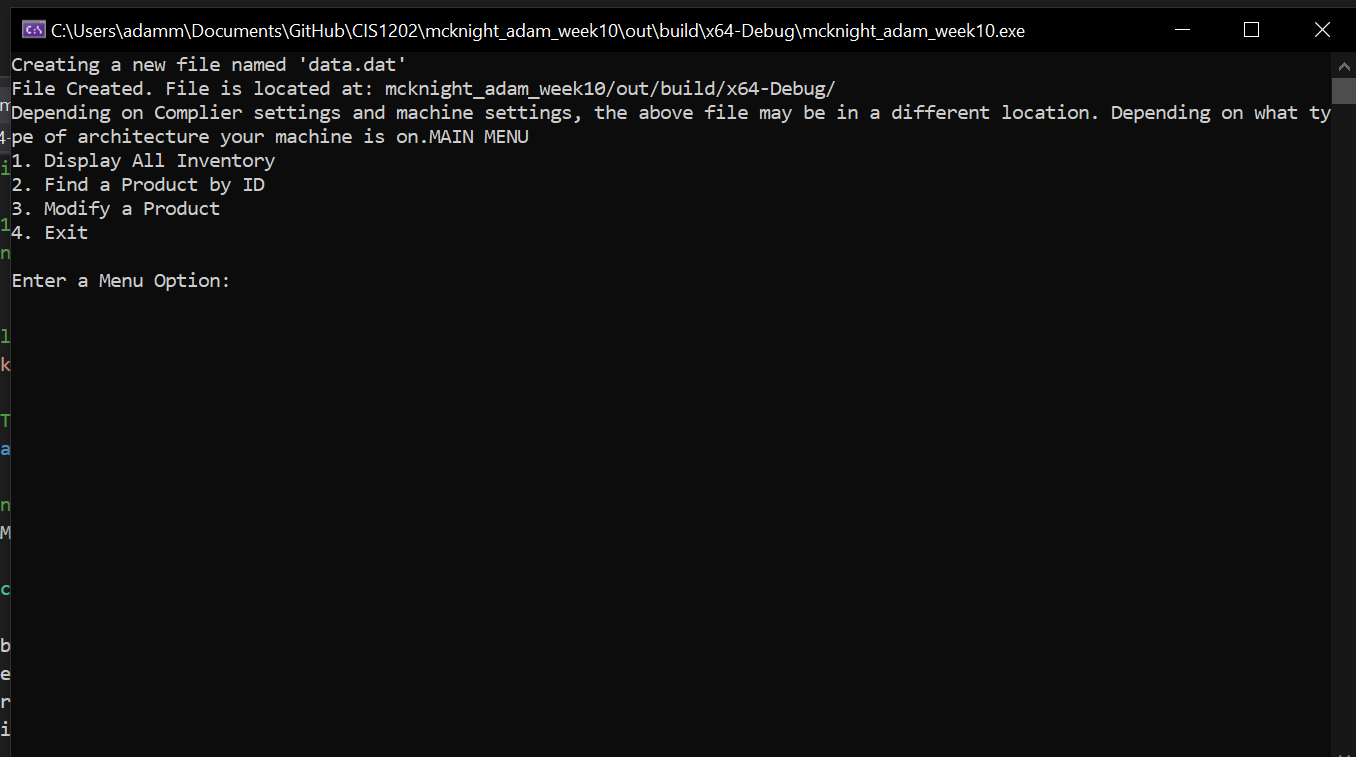 C:\Users\adamm\Documents\GitHub\CIS1202\mcknight_adam_week10\out\build\x64-Debug\mcknight_adam_week10.exe
Creating a new file named 'data.dat'
File Created. File is located at: mcknight_adam_week10/out/build/x64-Debug/
Depending on Complier settings and machine settings, the above file may be in a different location. Depending on what ty
pe of architecture your machine is on.MAIN MENU
1. Display All Inventory
2. Find a Product by ID
3. Modify a Product
4. Exit
Enter a Menu Option: